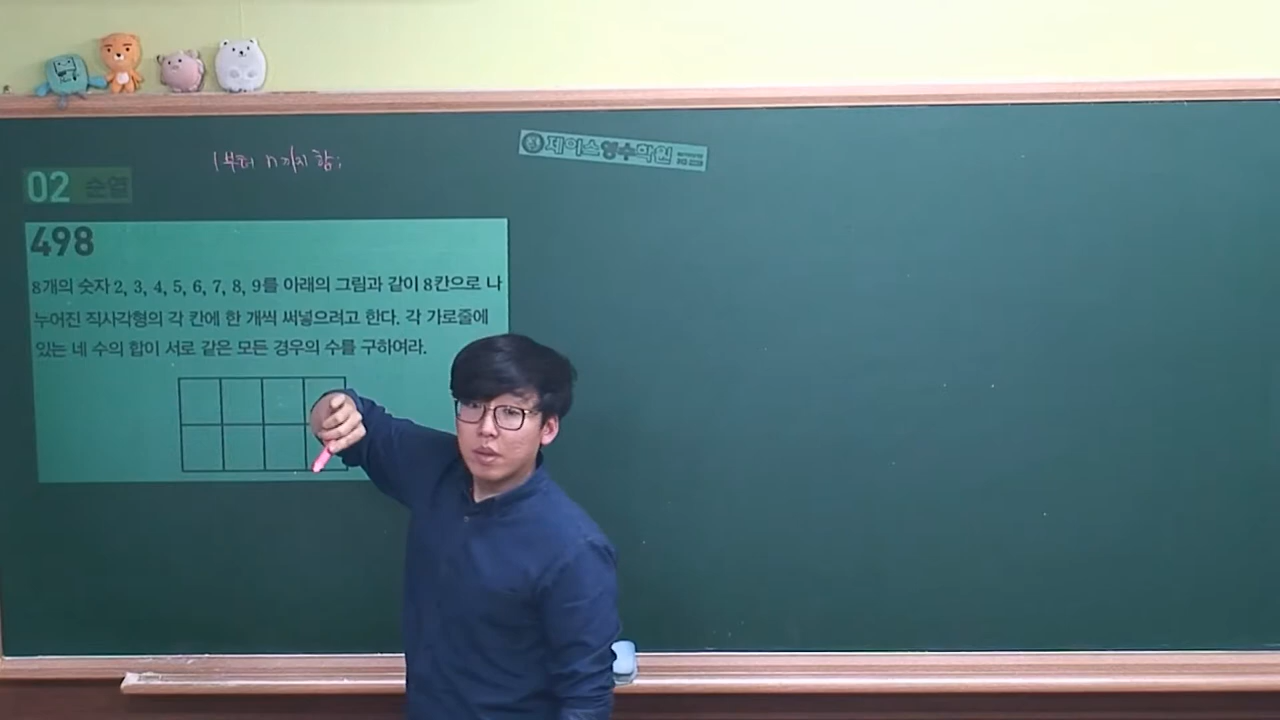 제이스영수학원
1부터 n까지 합;
02 순열
498
8개의 숫자 2, 3, 4, 5, 6, 7, 8, 9를 아래의 그림과 같이 8칸으로 나
누어진 직사각형의 각 칸에 한 개씩 써넣으려고 한다. 각 가로줄에
있는 네 수의 합이 서로 같은 모든 경우의 수를 구하여라.